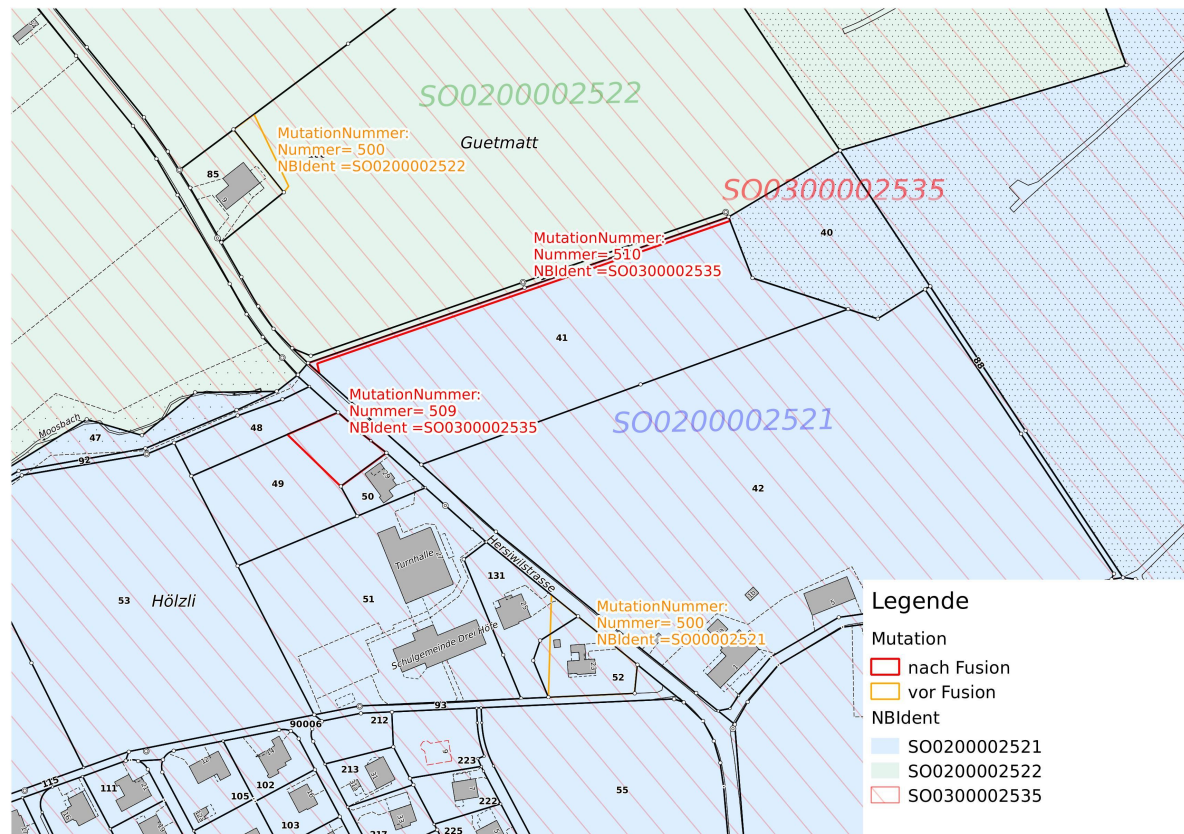 SO0200002522
Guetmatt
MutationNummer:
Nummer= 500
NBIdent =SO0200002522
85
SO0300002535
40
MutationNummer:
Nummer= 510
NBIdent =SO0300002535
41
88
MutationNummer:
Nummer= 509
NBIdent =SO0300002535
SO0200002521
Moosbach
47
48
92
49
50
42
Hersiwilstrasse
Turnhalle
131
53
Hölzli
51
Schulgemeinde Drei Höfe
MutationNummer:
Nummer= 500
NBIdent =SO00002521
52
93
90006
212
115
111
102
105
103
213
223
222
225
217
55
Legende
Mutation
nach Fusion
vor Fusion
NBIdent
SO0200002521
SO0200002522
SO0300002535